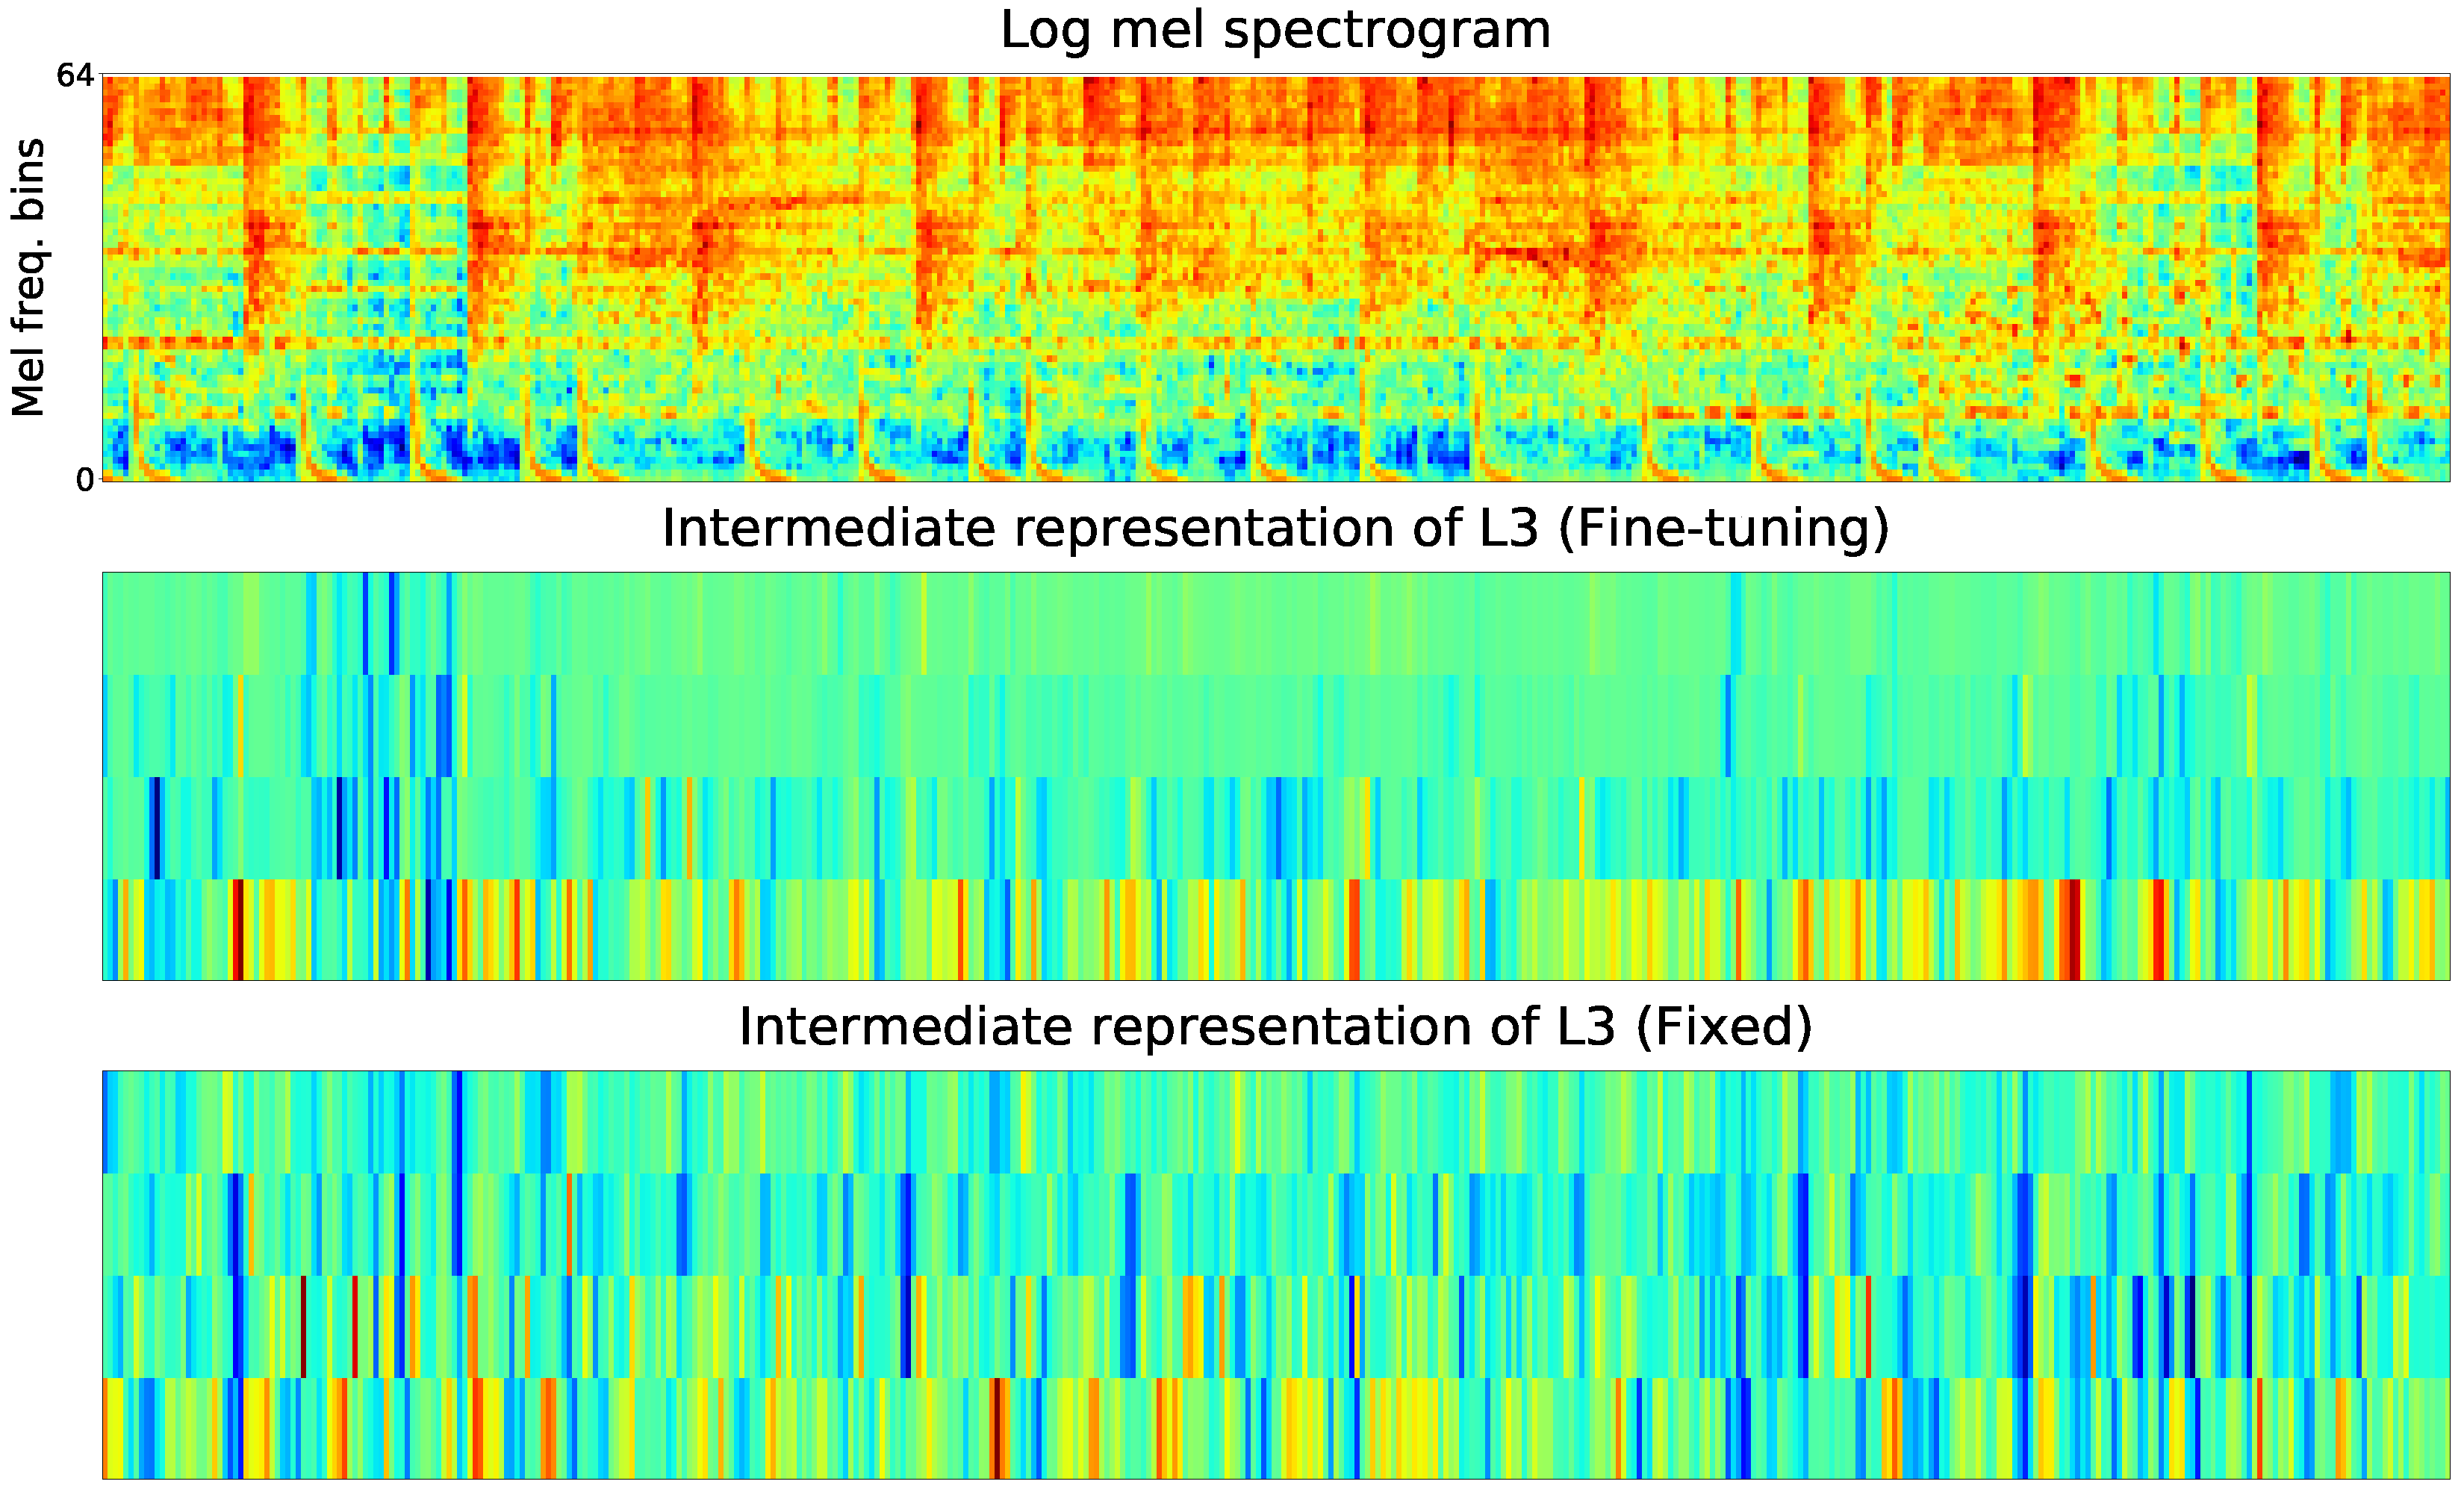 Log mel spectrogram
64
Mel freq. bins
0
Intermediate representation of L3 (Fine-tuning)
Intermediate representation of L3 (Fixed)